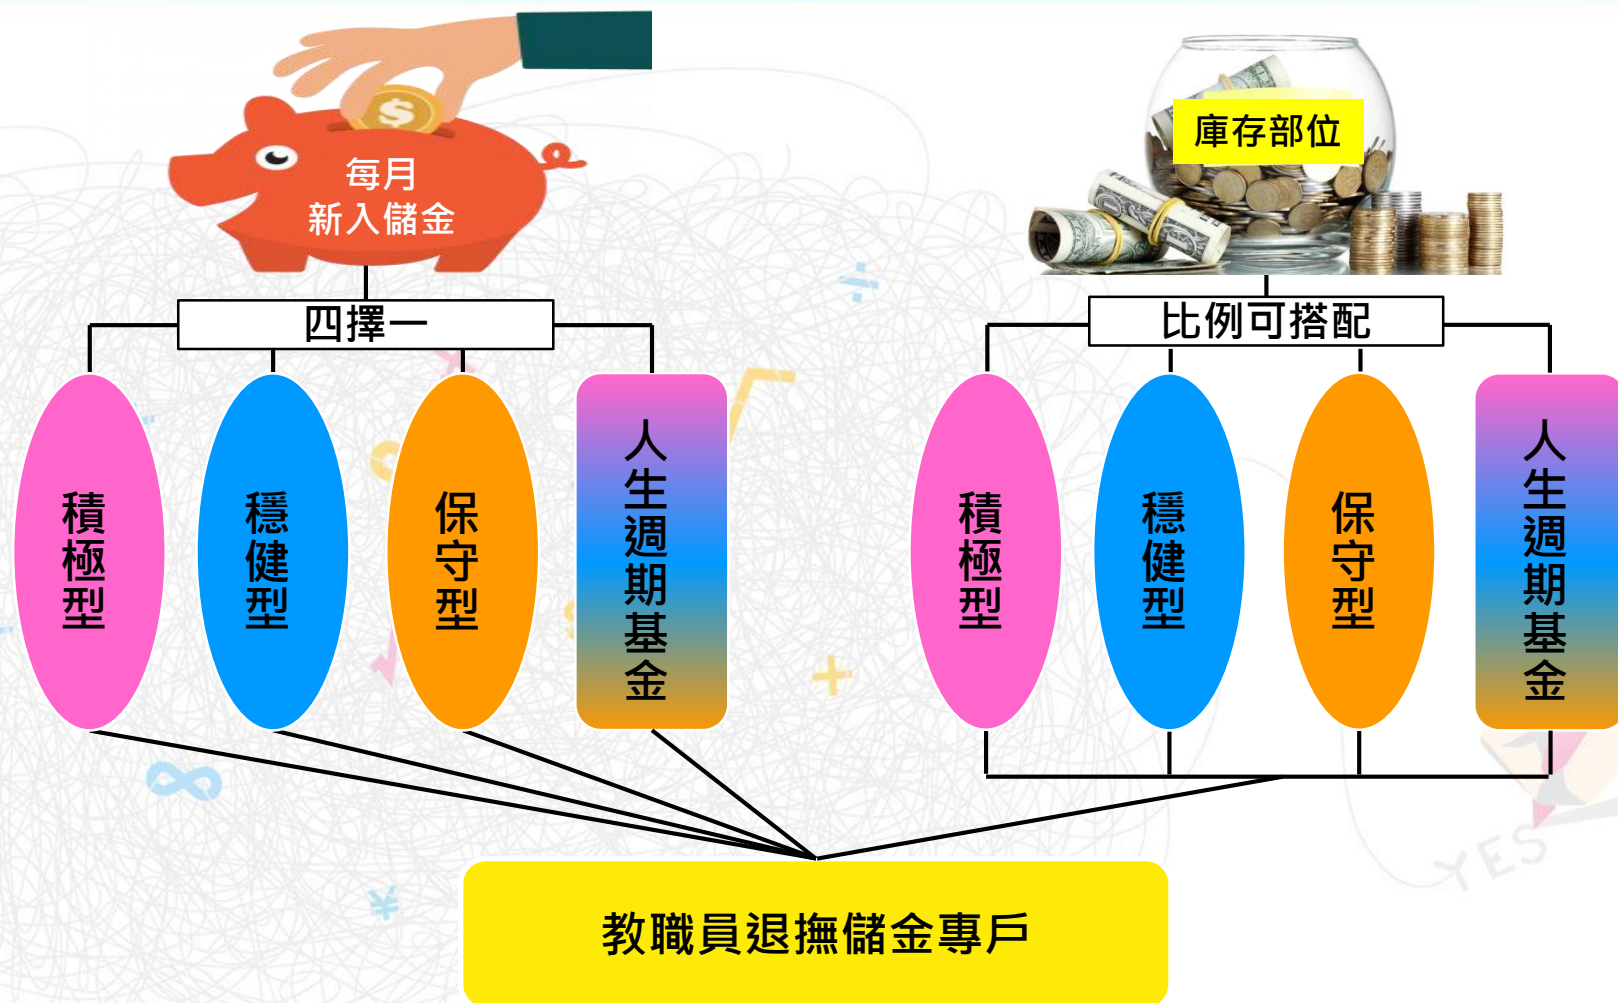 每月
新入儲金
庫存部位
四擇一
比例可搭配
積極型
穩健型
保守型
人生週期基金
積極型
穩健型
保守型
人生週期基金
YES
教職員退撫儲金專戶